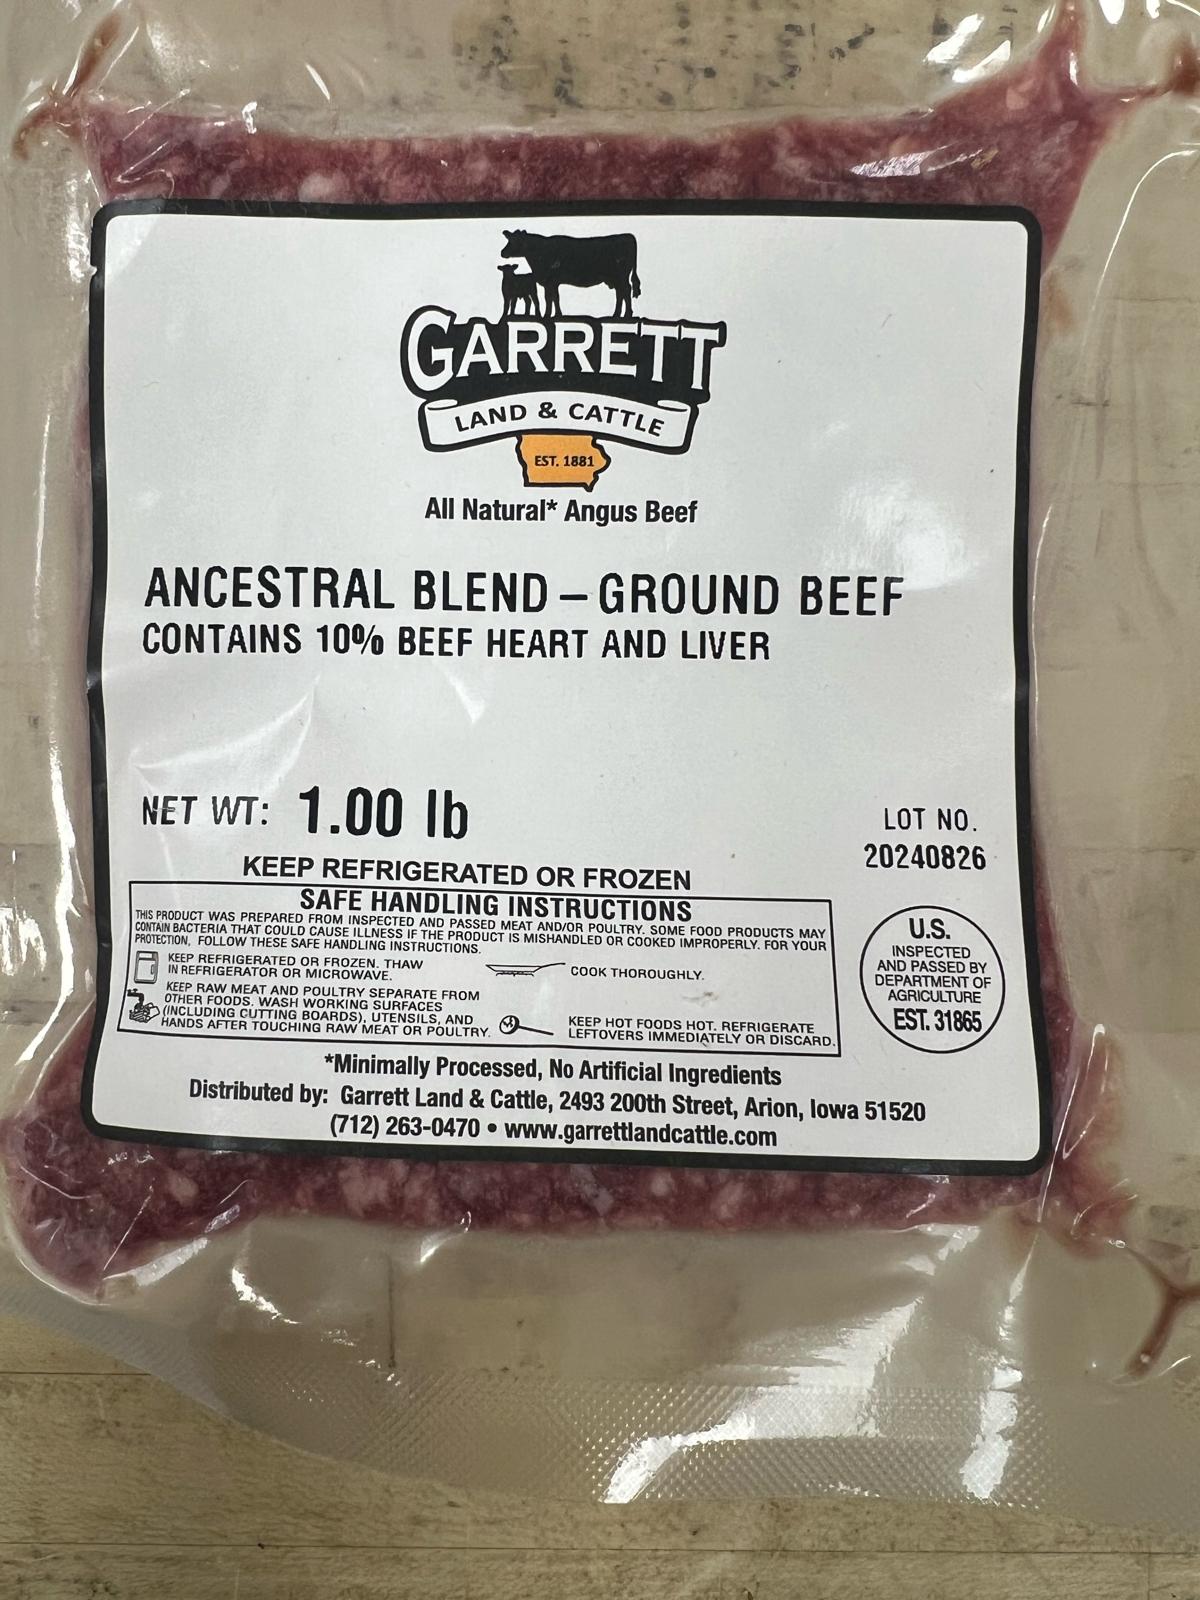 GARRETT
LAND & CATTLE
EST. 1881
All Natural* Angus Beef
ANCESTRAL BLEND – GROUND BEEF
CONTAINS 10% BEEF HEART AND LIVER
NET WT: 1.00 lb
LOT NO.
20240826
KEEP REFRIGERATED OR FROZEN
SAFE HANDLING INSTRUCTIONS
THIS PRODUCT WAS PREPARED FROM INSPECTED AND PASSED MEAT AND/OR POULTRY. SOME FOOD PRODUCTS MAY
CONTAIN BACTERIA THAT COULD CAUSE ILLNESS IF THE PRODUCT IS MISHANDLED OR COOKED IMPROPERLY. FOR YOUR
PROTECTION, FOLLOW THESE SAFE HANDLING INSTRUCTIONS.
KEEP REFRIGERATED OR FROZEN. THAW
IN REFRIGERATOR OR MICROWAVE.
COOK THOROUGHLY.
KEEP RAW MEAT AND POULTRY SEPARATE FROM
OTHER FOODS. WASH WORKING SURFACES
(INCLUDING CUTTING BOARDS), UTENSILS, AND
HANDS AFTER TOUCHING RAW MEAT OR POULTRY.
KEEP HOT FOODS HOT. REFRIGERATE
LEFTOVERS IMMEDIATELY OR DISCARD.
U.S.
INSPECTED
AND PASSED BY
DEPARTMENT OF
AGRICULTURE
EST. 31865
*Minimally Processed, No Artificial Ingredients
Distributed by: Garrett Land & Cattle, 2493 200th Street, Arion, Iowa 51520
(712) 263-0470 • www.garrettlandcattle.com